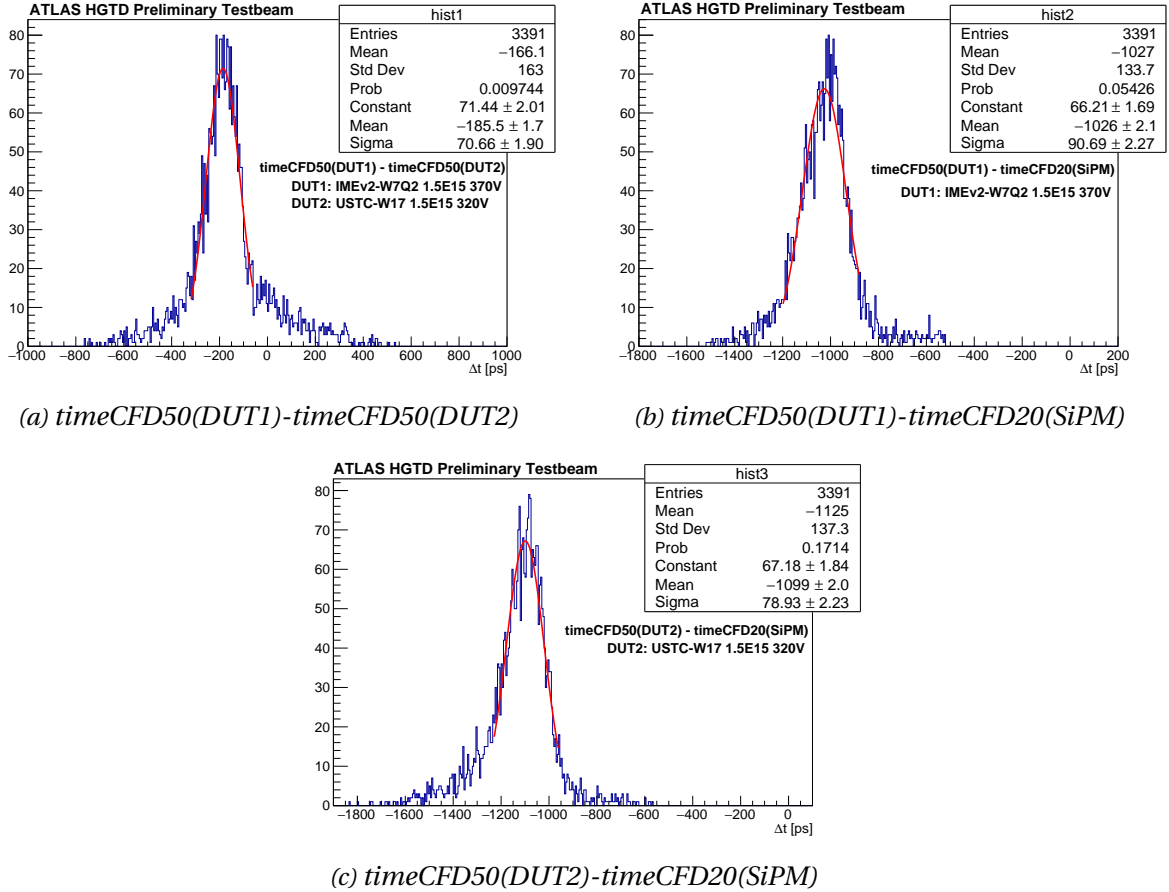 ATLAS HGTD Preliminary Testbeam
hist1
Entries 3391
Mean −166.1
Std Dev 163
Prob 0.009744
Constant 71.44 ± 2.01
Mean −185.5 ± 1.7
Sigma 70.66 ± 1.90
timeCFD50(DUT1) - timeCFD50(DUT2)
DUT1: IMEv2-W7Q2 1.5E15 370V
DUT2: USTC-W17 1.5E15 320V
80
70
60
50
40
30
20
10
0
−1000 −800 −600 −400 −200 0 200 400 600 800 1000
Δt [ps]
(a) timeCFD50(DUT1)-timeCFD50(DUT2)
ATLAS HGTD Preliminary Testbeam
hist2
Entries 3391
Mean −1027
Std Dev 133.7
Prob 0.05426
Constant 66.21 ± 1.69
Mean −1026 ± 2.1
Sigma 90.69 ± 2.27
timeCFD50(DUT1) - timeCFD20(SiPM)
DUT1: IMEv2-W7Q2 1.5E15 370V
80
70
60
50
40
30
20
10
0
−1800 −1600 −1400 −1200 −1000 −800 −600 −400 −200 0 200
Δt [ps]
(b) timeCFD50(DUT1)-timeCFD20(SiPM)
ATLAS HGTD Preliminary Testbeam
hist3
Entries 3391
Mean −1125
Std Dev 137.3
Prob 0.1714
Constant 67.18 ± 1.84
Mean −1099 ± 2.0
Sigma 78.93 ± 2.23
timeCFD50(DUT2) - timeCFD20(SiPM)
DUT2: USTC-W17 1.5E15 320V
80
70
60
50
40
30
20
10
0
−1800 −1600 −1400 −1200 −1000 −800 −600 −400 −200 0
Δt [ps]
(c) timeCFD50(DUT2)-timeCFD20(SiPM)